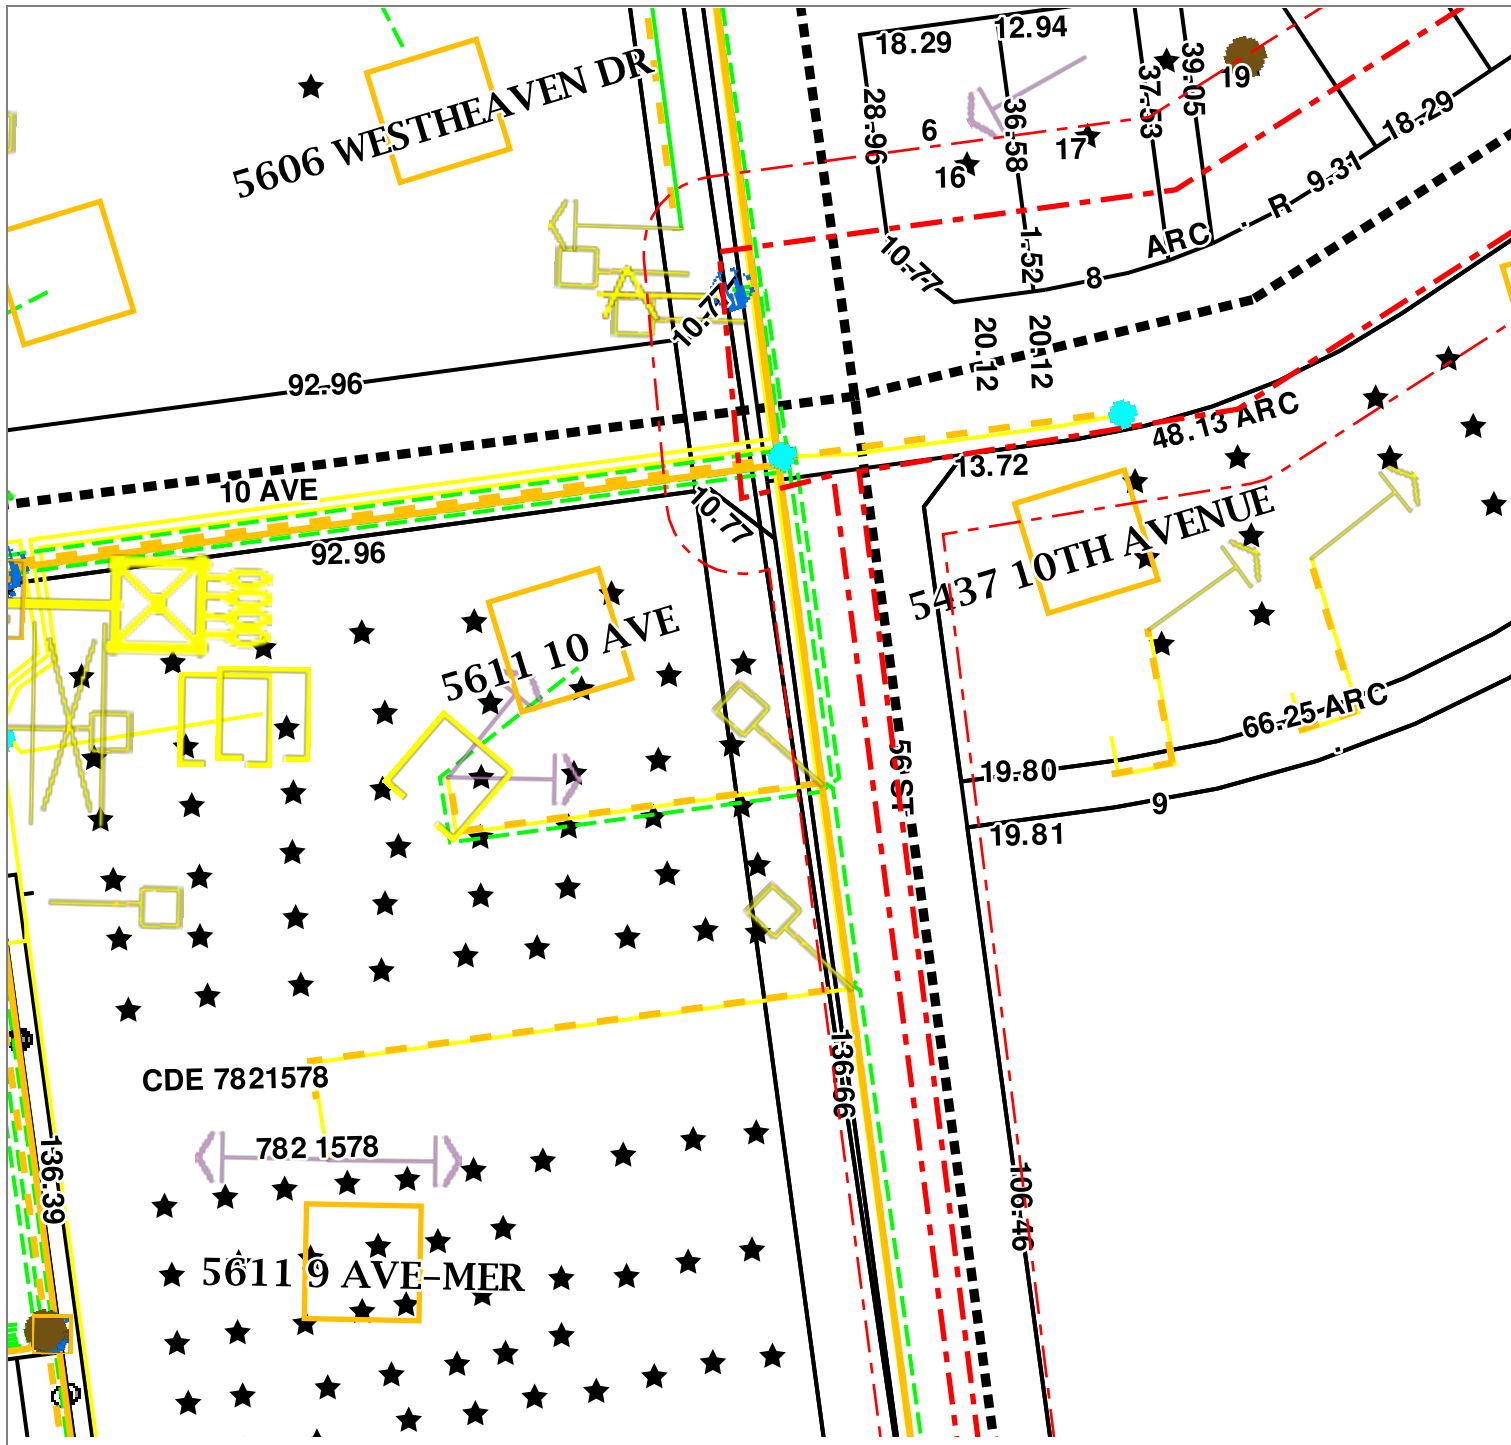 18.29
12.94
5606 WESTHEAVEN DR
28.96
36.58
37.53
39.05
19
6
16
17
18.29
9.31
R
ARC
10.77
1.52
8
10.77
20.12
20.12
92.96
48.13 ARC
13.72
10 AVE
10.77
92.96
5437 10TH AVENUE
5611 10 AVE
66.25 ARC
56 ST
19.80
9
19.81
136.66
CDE 7821578
782 1578
136.39
106.46
5611 9 AVE-MER